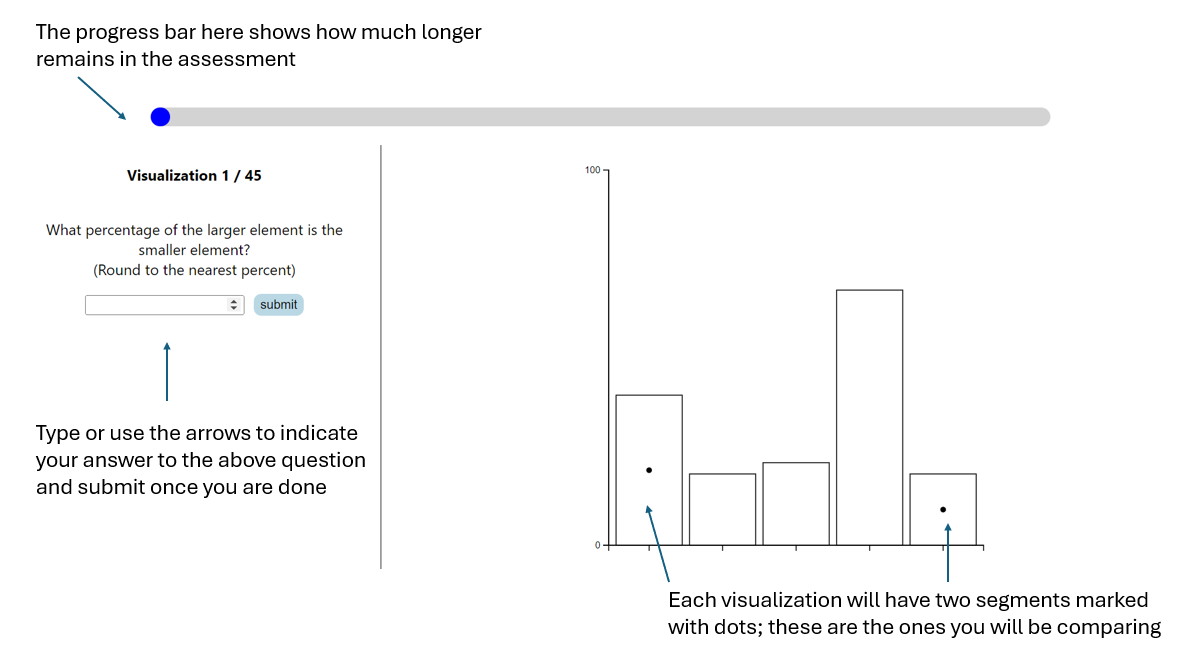 The progress bar here shows how much longer
remains in the assessment
Visualization 1 / 45
What percentage of the larger element is the
smaller element?
(Round to the nearest percent)
submit
Type or use the arrows to indicate
your answer to the above question
and submit once you are done
100
0
Each visualization will have two segments marked
with dots; these are the ones you will be comparing